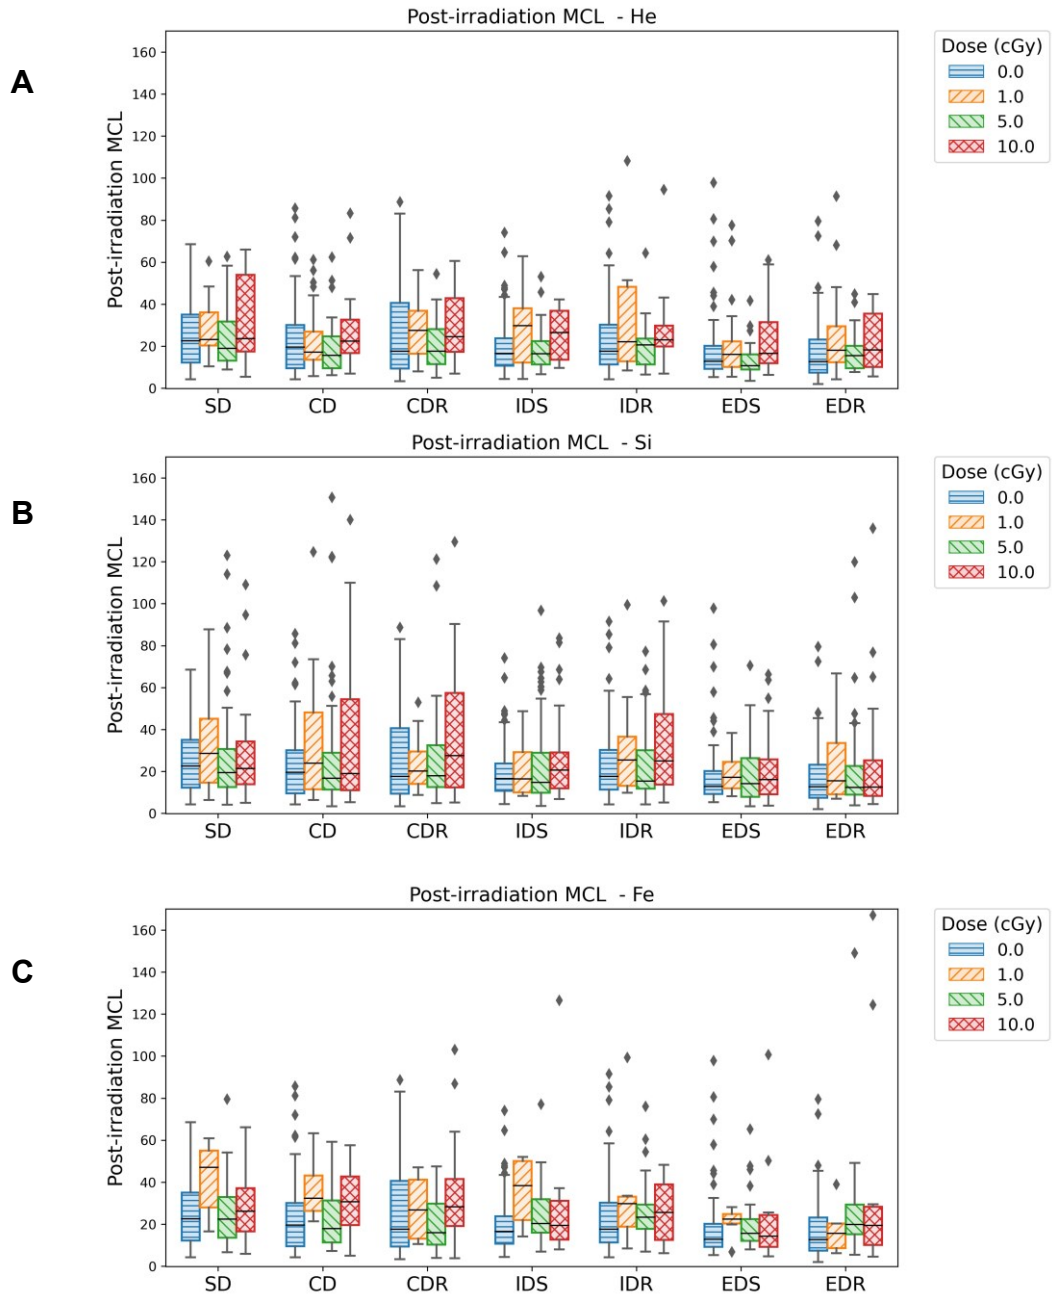 Post-irradiation MCL - He
A
Post-irradiation MCL
160
140
120
100
80
60
40
20
0
SD CD CDR IDS IDR EDS EDR
Dose (cGy)
0.0
1.0
5.0
10.0
Post-irradiation MCL - Si
B
Post-irradiation MCL
160
140
120
100
80
60
40
20
0
SD CD CDR IDS IDR EDS EDR
Dose (cGy)
0.0
1.0
5.0
10.0
Post-irradiation MCL - Fe
C
Post-irradiation MCL
160
140
120
100
80
60
40
20
0
SD CD CDR IDS IDR EDS EDR
Dose (cGy)
0.0
1.0
5.0
10.0